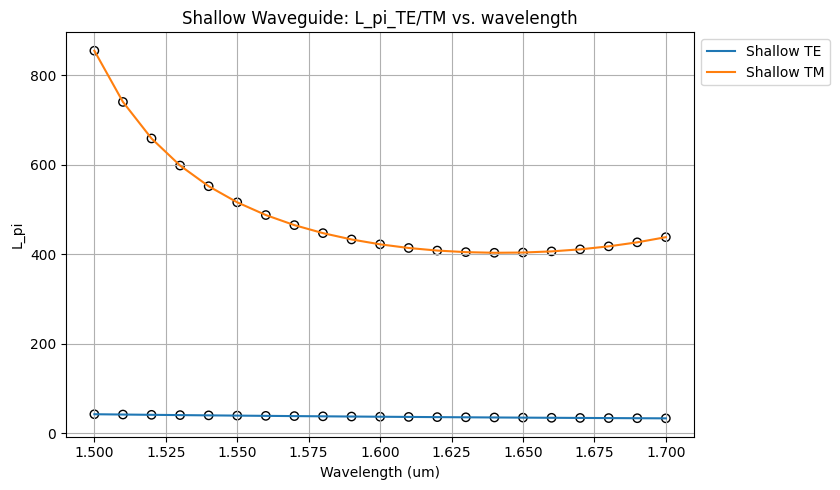 Shallow Waveguide: L_pi_TE/TM vs. wavelength
Shallow TE
Shallow TM
L_pi
800
600
400
200
0
1.500 1.525 1.550 1.575 1.600 1.625 1.650 1.675 1.700
Wavelength (um)